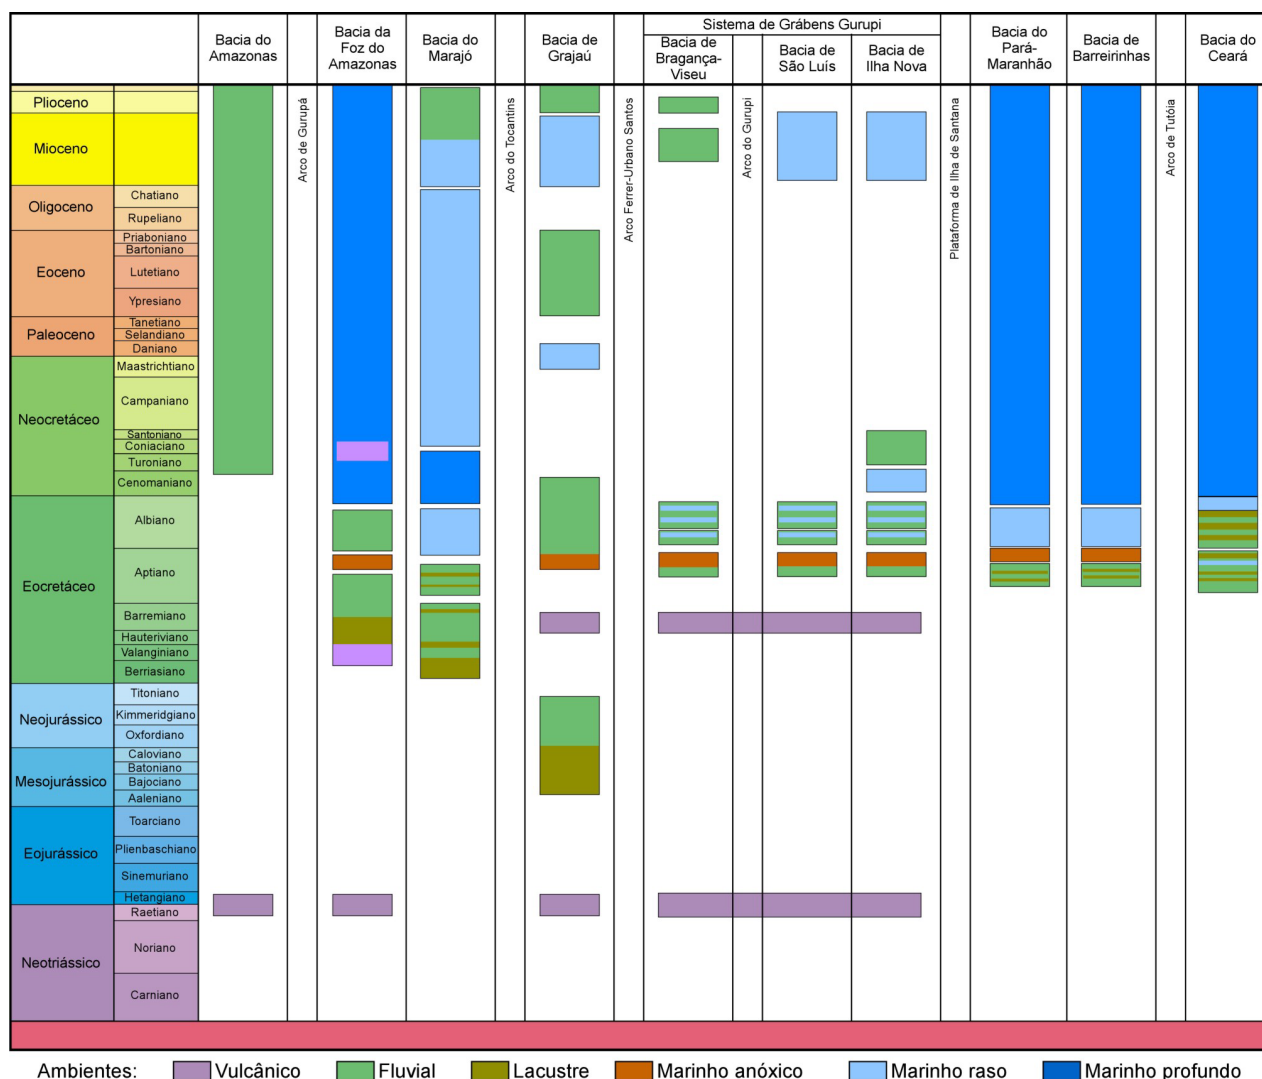 Sistema de Grábens Gurupi
Bacia do
Amazonas
Bacia da
Foz do
Amazonas
Bacia do
Marajó
Bacia de
Grajaú
Bacia de
Bragança-
Viseu
Bacia de
São Luís
Bacia de
Ilha Nova
Bacia do
Pará-
Maranhão
Bacia de
Barreirinhas
Bacia do
Ceará
Arco de Gurupá
Arco do Tocantins
Arco Ferrer-Urbano Santos
Arco do Gurupi
Plataforma de Ilha de Santana
Arco de Tutóia
Plioceno
Mioceno
Oligoceno
Chatiano
Rupeliano
Eoceno
Priaboniano
Bartoniano
Lutetiano
Ypresiano
Paleoceno
Tanetiano
Selandiano
Daniano
Neocretáceo
Maastrichtiano
Campaniano
Santoniano
Coniaciano
Turoniano
Cenomaniano
Eocretáceo
Albiano
Aptiano
Barremiano
Hauteriviano
Valanginiano
Berriasiano
Neojurássico
Titoniano
Kimmeridgiano
Oxfordiano
Mesojurássico
Caloviano
Batoniano
Bajociano
Aaleniano
Eojurássico
Toarciano
Plienbaschiano
Sinemuriano
Hetangiano
Neotriássico
Raetiano
Noriano
Carniano
Ambientes: Vulcânico Fluvial Lacustre Marinho anóxico Marinho raso Marinho profundo